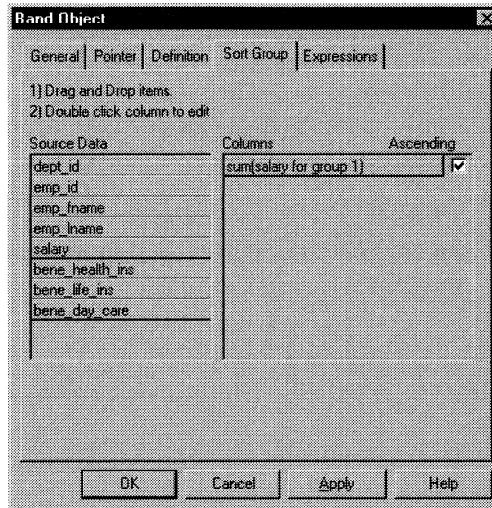 Band Object
General Pointer Definition Sort Group Expressions
1) Drag and Drop items.
2) Double click column to edit
Source Data Columns Ascending
dept_id sum(salary for group 1)
emp_id
emp_fname
emp_lname
salary
bene_health_ins
bene_life_ins
bene_day_care
OK Cancel Apply Help